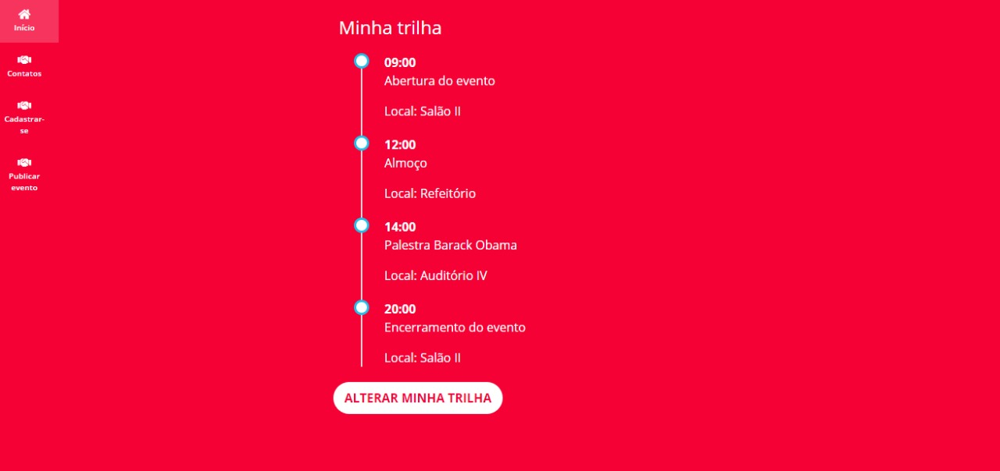 Início
Contatos
Cadastrar-
se
Publicar
evento
Minha trilha
09:00
Abertura do evento
Local: Salão II
12:00
Almoço
Local: Refeitório
14:00
Palestra Barack Obama
Local: Auditório IV
20:00
Encerramento do evento
Local: Salão II
ALTERAR MINHA TRILHA